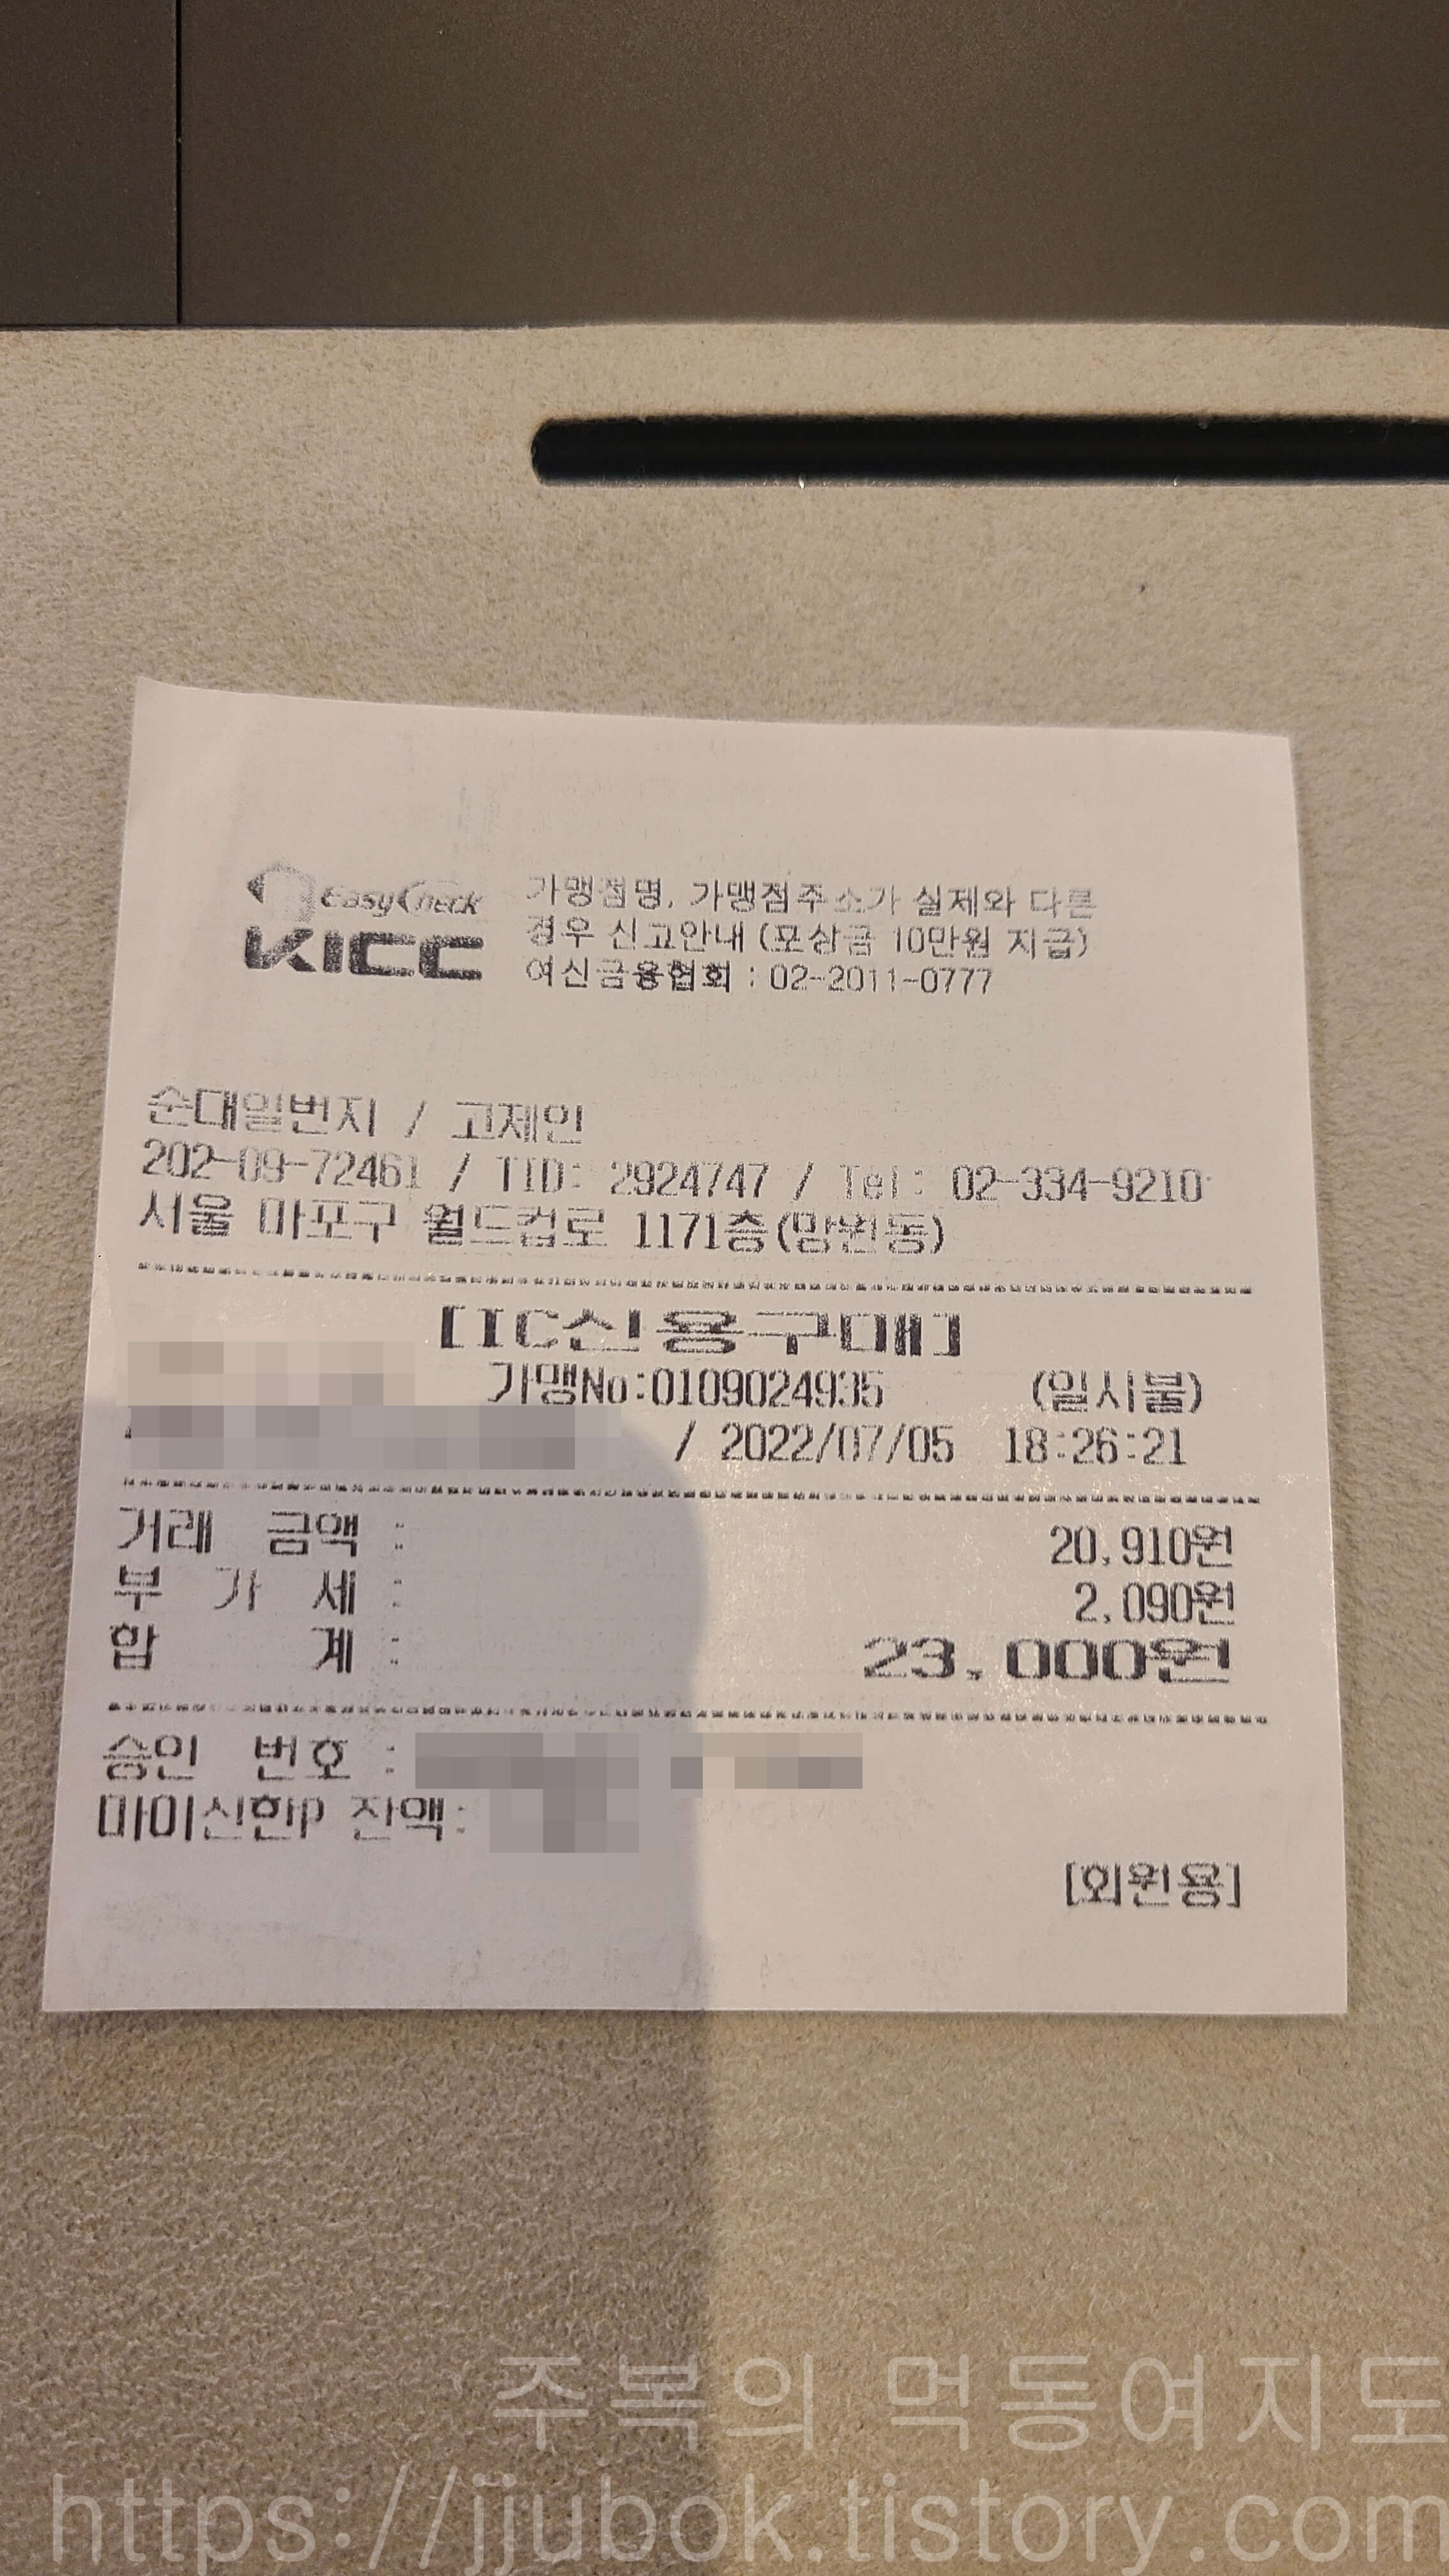 EasyCheck
KICC
가맹점명, 가맹점주소가 실제와 다른
경우 신고안내 (포상금 10만원 지급)
여신금융협회 : 02-2011-0777
순대일번지 / 고제인
202-09-72461 / TID: 2924747 / Tel: 02-334-9210
서울 마포구 월드컵로 1171층(망원동)
[IC신용구매]
가맹No:0109024935 (일시불)
/ 2022/07/05 18:26:21
거래 금액 : 20,910원
부 가 세 : 2,090원
합 계 : 23,000원
승인 번호 :
마이신한P 잔액:
[회원용]
주복의 먹동여지도
https://jjubok.tistory.com